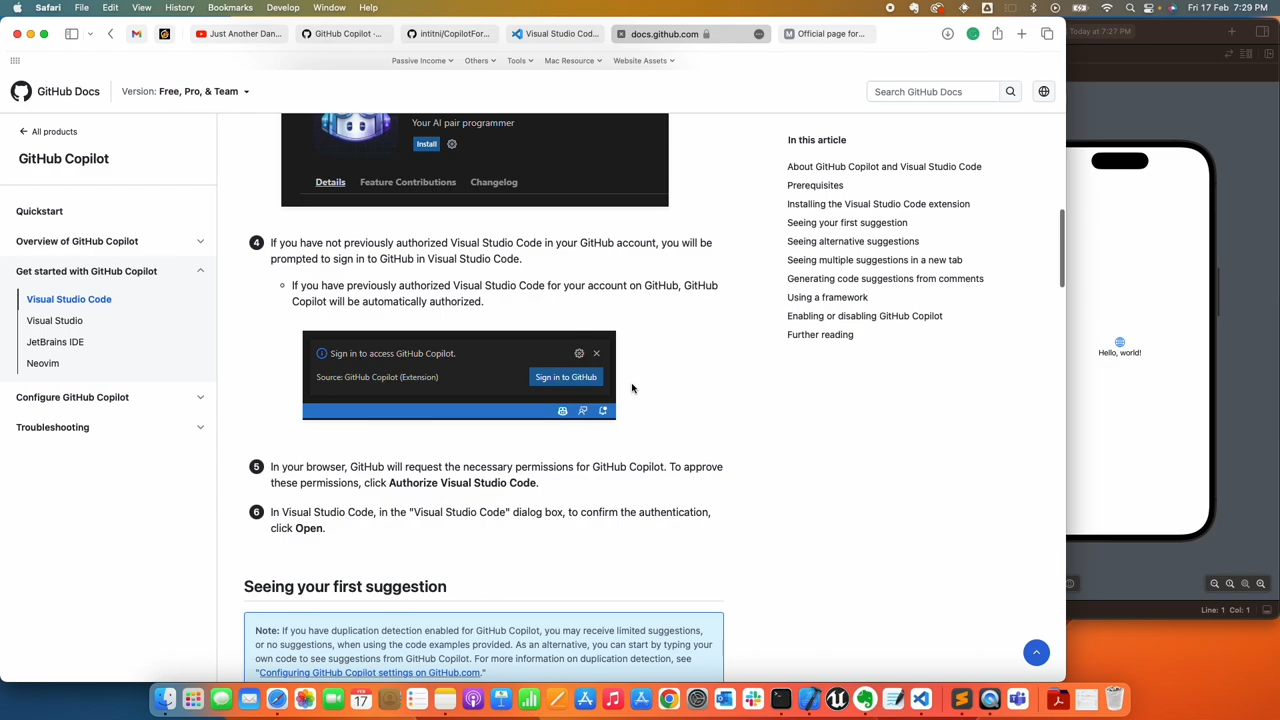 Safari File Edit View History Bookmarks Develop Window Help
Fri 17 Feb 7:29 PM
Just Another Dan... GitHub Copilot ·... intitni/CopilotFor... Visual Studio Cod... docs.github.com Official page for...
Today at 7:27 PM
Passive Income Others Tools Mac Resource Website Assets
GitHub Docs
Version: Free, Pro, & Team
Search GitHub Docs
All products
GitHub Copilot
Quickstart
Overview of GitHub Copilot
Get started with GitHub Copilot
Visual Studio Code
Visual Studio
JetBrains IDE
Neovim
Configure GitHub Copilot
Troubleshooting
Your AI pair programmer
Install
Details Feature Contributions Changelog
4 If you have not previously authorized Visual Studio Code in your GitHub account, you will be
prompted to sign in to GitHub in Visual Studio Code.
If you have previously authorized Visual Studio Code for your account on GitHub, GitHub
Copilot will be automatically authorized.
Sign in to access GitHub Copilot.
Source: GitHub Copilot (Extension)
Sign in to GitHub
5 In your browser, GitHub will request the necessary permissions for GitHub Copilot. To approve
these permissions, click Authorize Visual Studio Code.
6 In Visual Studio Code, in the "Visual Studio Code" dialog box, to confirm the authentication,
click Open.
Seeing your first suggestion
Note: If you have duplication detection enabled for GitHub Copilot, you may receive limited suggestions,
or no suggestions, when using the code examples provided. As an alternative, you can start by typing your
own code to see suggestions from GitHub Copilot. For more information on duplication detection, see
"Configuring GitHub Copilot settings on GitHub.com."
In this article
About GitHub Copilot and Visual Studio Code
Prerequisites
Installing the Visual Studio Code extension
Seeing your first suggestion
Seeing alternative suggestions
Seeing multiple suggestions in a new tab
Generating code suggestions from comments
Using a framework
Enabling or disabling GitHub Copilot
Further reading
Hello, world!
Line: 1 Col: 1
FEB
17